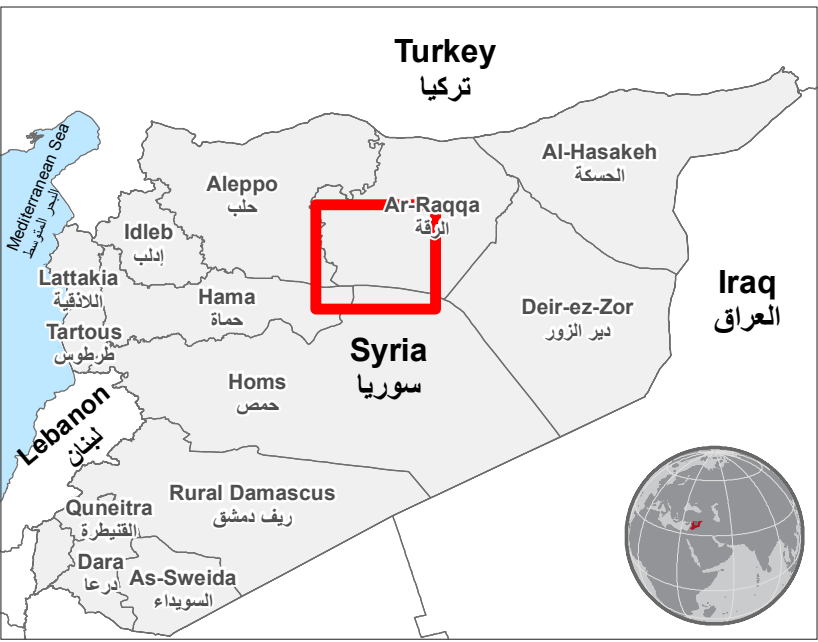 Turkey
تركيا
Al-Hasakeh
الحسكة
Mediterranean Sea
البحر المتوسط
Aleppo
حلب
Ar-Raqqa
الرقة
Idleb
إدلب
Lattakia
اللاذقية
Hama
حماة
Iraq
العراق
Deir-ez-Zor
دير الزور
Tartous
طرطوس
Syria
سوريا
Homs
حمص
Lebanon
لبنان
Rural Damascus
ريف دمشق
Quneitra
القنيطرة
Dara
درعا
As-Sweida
السويداء